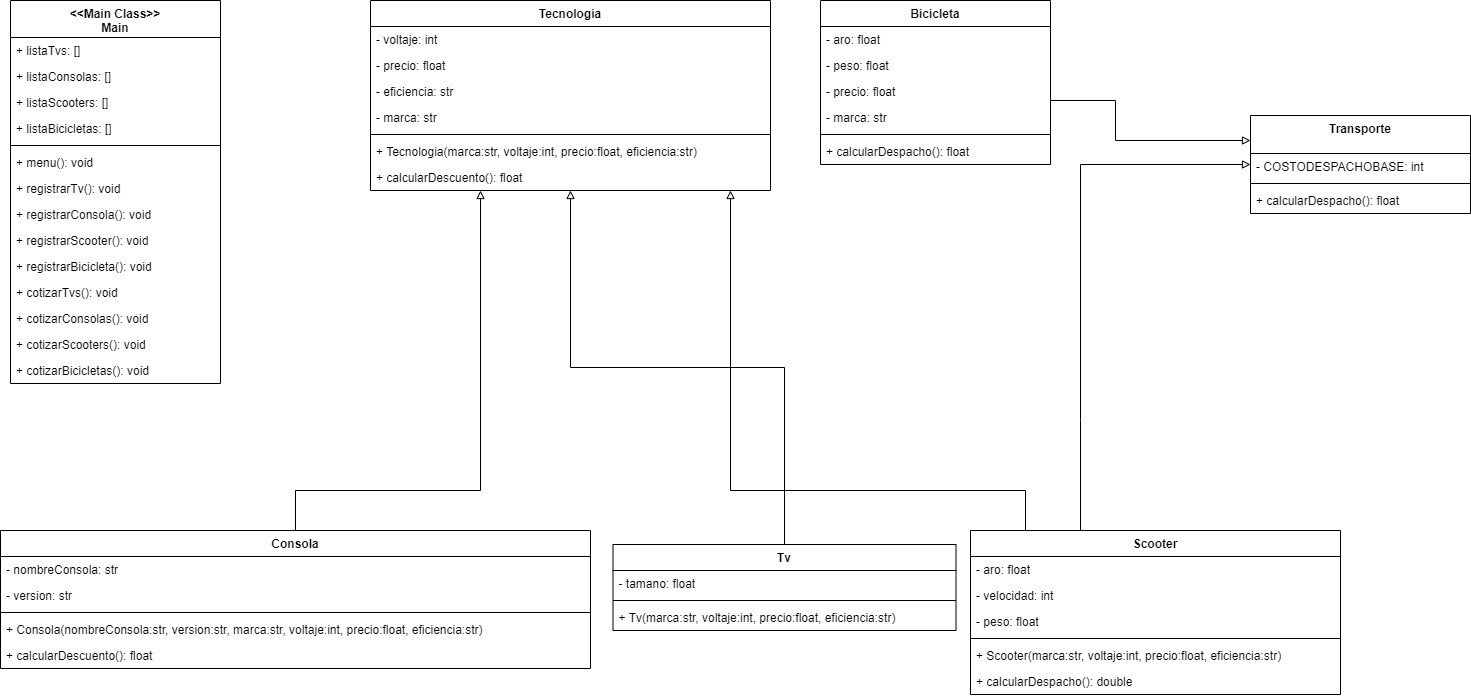 <<Main Class>>
Main
+ listaTvs: []
+ listaConsolas: []
+ listaScooters: []
+ listaBicicletas: []
+ menu(): void
+ registrarTv(): void
+ registrarConsola(): void
+ registrarScooter(): void
+ registrarBicicleta(): void
+ cotizarTvs(): void
+ cotizarConsolas(): void
+ cotizarScooters(): void
+ cotizarBicicletas(): void
Tecnologia
- voltaje: int
- precio: float
- eficiencia: str
- marca: str
+ Tecnologia(marca:str, voltaje:int, precio:float, eficiencia:str)
+ calcularDescuento(): float
Bicicleta
- aro: float
- peso: float
- precio: float
- marca: str
+ calcularDespacho(): float
Transporte
- COSTODESPACHOBASE: int
+ calcularDespacho(): float
Consola
- nombreConsola: str
- version: str
+ Consola(nombreConsola:str, version:str, marca:str, voltaje:int, precio:float, eficiencia:str)
+ calcularDescuento(): float
Tv
- tamano: float
+ Tv(marca:str, voltaje:int, precio:float, eficiencia:str)
Scooter
- aro: float
- velocidad: int
- peso: float
+ Scooter(marca:str, voltaje:int, precio:float, eficiencia:str)
+ calcularDespacho(): double